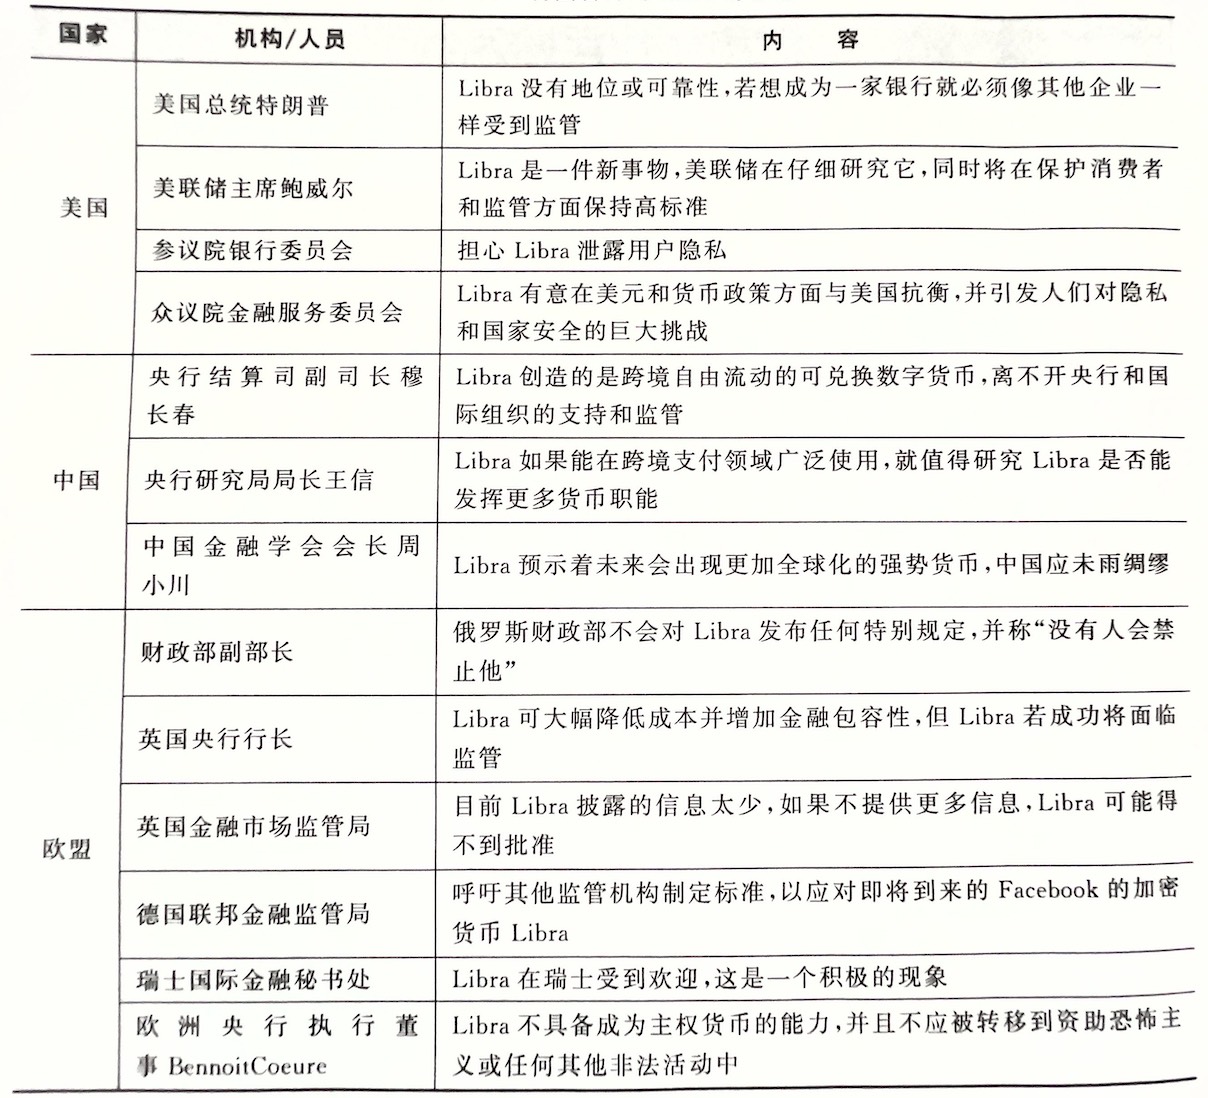 国家 机构/人员 内 容
美国
美国总统特朗普
Libra 没有地位或可靠性,若想成为一家银行就必须像其他企业一
样受到监管
美联储主席鲍威尔
Libra 是一件新事物,美联储在仔细研究它,同时将在保护消费者
和监管方面保持高标准
参议院银行委员会
担心 Libra 泄露用户隐私
众议院金融服务委员会
Libra 有意在美元和货币政策方面与美国抗衡,并引发人们对隐私
和国家安全的巨大挑战
中国
央行结算司副司长穆
长春
Libra 创造的是跨境自由流动的可兑换数字货币,离不开央行和国
际组织的支持和监管
央行研究局局长王信
Libra 如果能在跨境支付领域广泛使用,就值得研究 Libra 是否能
发挥更多货币职能
中国金融学会会长周
小川
Libra 预示着未来会出现更加全球化的强势货币,中国应未雨绸缪
欧盟
财政部副部长
俄罗斯财政部不会对 Libra 发布任何特别规定,并称“没有人会禁
止他”
英国央行行长
Libra 可大幅降低成本并增加金融包容性,但 Libra 若成功将面临
监管
英国金融市场监管局
目前 Libra 披露的信息太少,如果不提供更多信息,Libra 可能得
不到批准
德国联邦金融监管局
呼吁其他监管机构制定标准,以应对即将到来的 Facebook 的加密
货币 Libra
瑞士国际金融秘书处
Libra 在瑞士受到欢迎,这是一个积极的现象
欧洲央行执行董
事 BennoitCoeure
Libra 不具备成为主权货币的能力,并且不应被转移到资助恐怖主
义或任何其他非法活动中